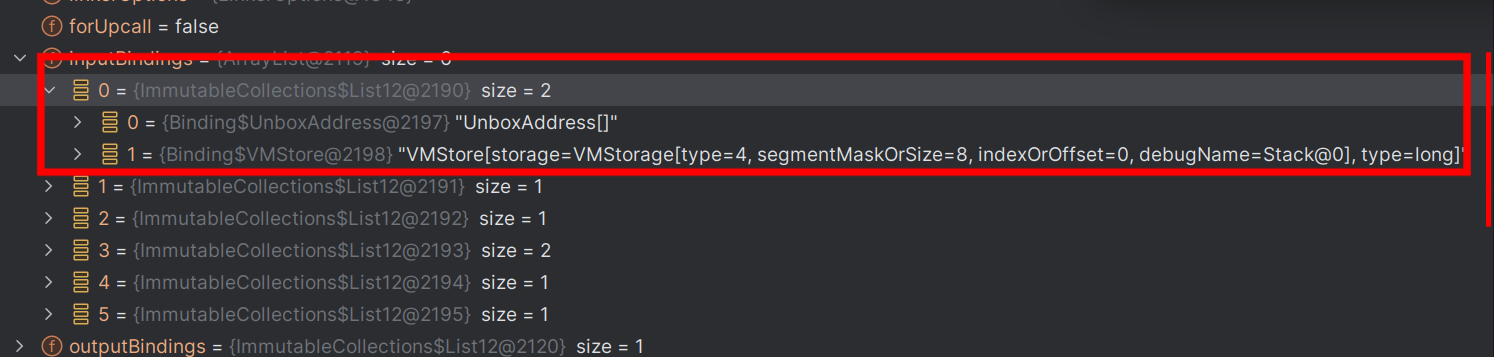 f forUpcall = false
f inputBindings = {ArrayList@2119} size = 6
0 = {ImmutableCollections$List12@2190} size = 2
0 = {Binding$UnboxAddress@2197} "UnboxAddress[]"
1 = {Binding$VMStore@2198} "VMStore[storage=VMStorage[type=4, segmentMaskOrSize=8, indexOrOffset=0, debugName=Stack@0], type=long]"
1 = {ImmutableCollections$List12@2191} size = 1
2 = {ImmutableCollections$List12@2192} size = 1
3 = {ImmutableCollections$List12@2193} size = 2
4 = {ImmutableCollections$List12@2194} size = 1
5 = {ImmutableCollections$List12@2195} size = 1
f outputBindings = {ImmutableCollections$List12@2120} size = 1